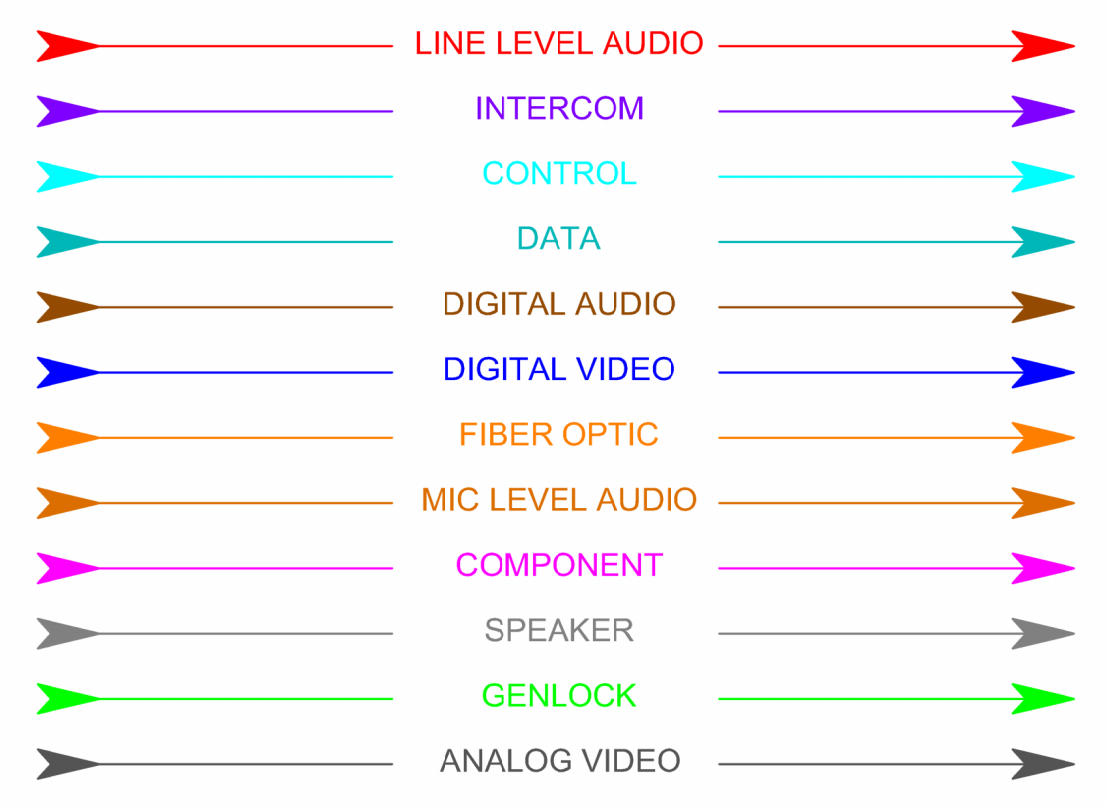 LINE LEVEL AUDIO
INTERCOM
CONTROL
DATA
DIGITAL AUDIO
DIGITAL VIDEO
FIBER OPTIC
MIC LEVEL AUDIO
COMPONENT
SPEAKER
GENLOCK
ANALOG VIDEO